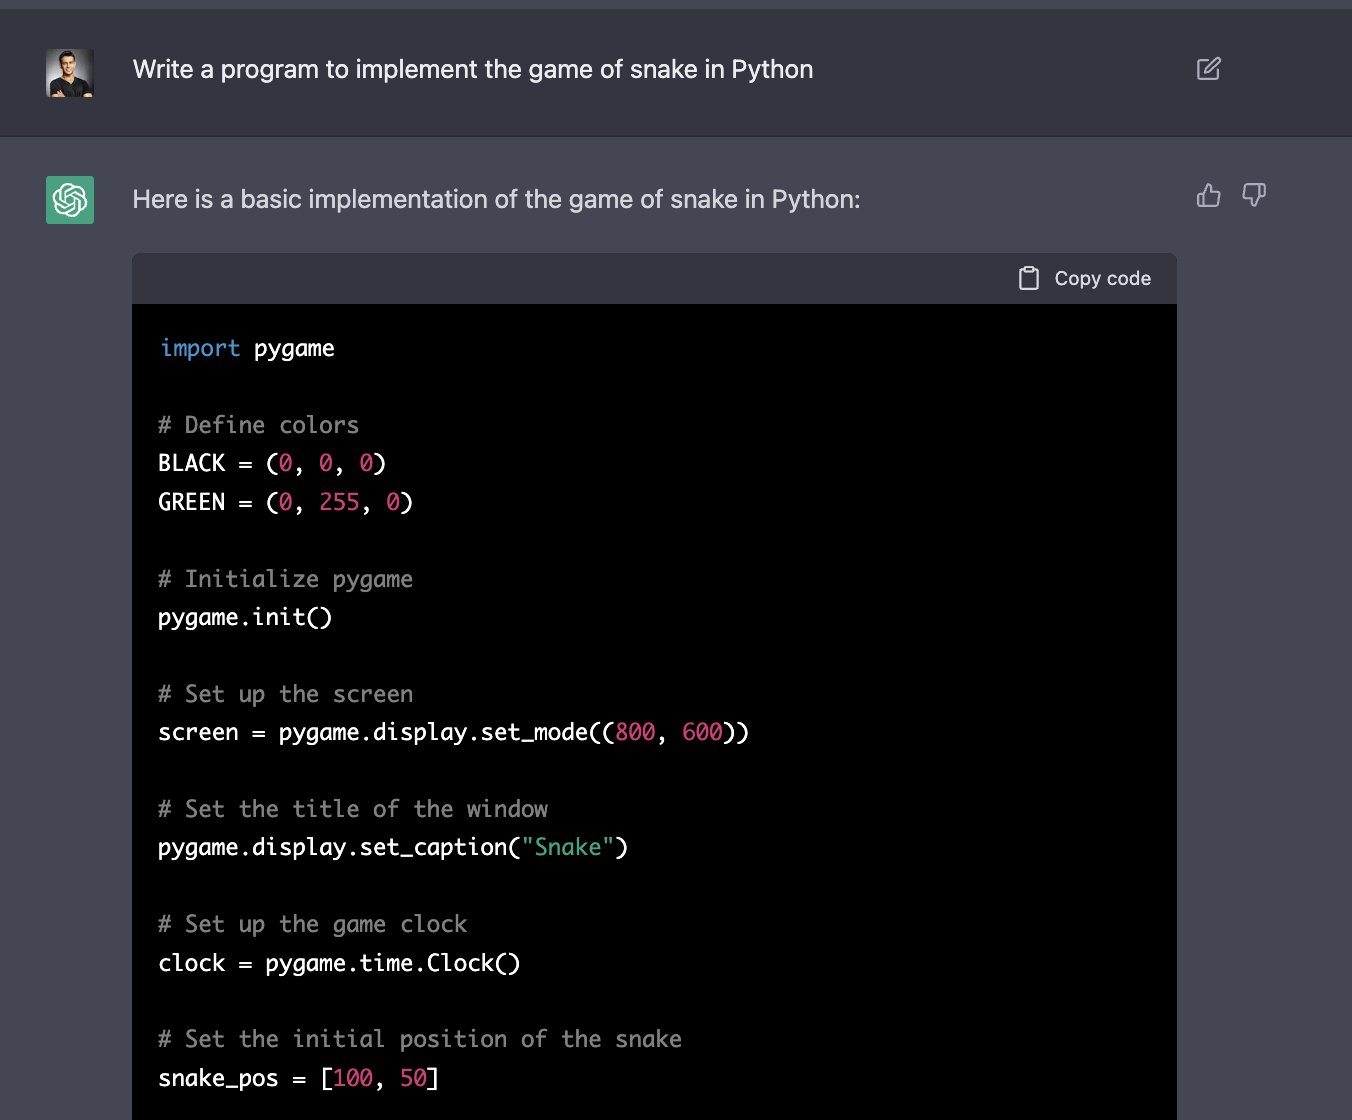 Write a program to implement the game of snake in Python
Here is a basic implementation of the game of snake in Python:
Copy code
import pygame
# Define colors
BLACK = (0, 0, 0)
GREEN = (0, 255, 0)
# Initialize pygame
pygame.init()
# Set up the screen
screen = pygame.display.set_mode((800, 600))
# Set the title of the window
pygame.display.set_caption("Snake")
# Set up the game clock
clock = pygame.time.Clock()
# Set the initial position of the snake
snake_pos = [100, 50]